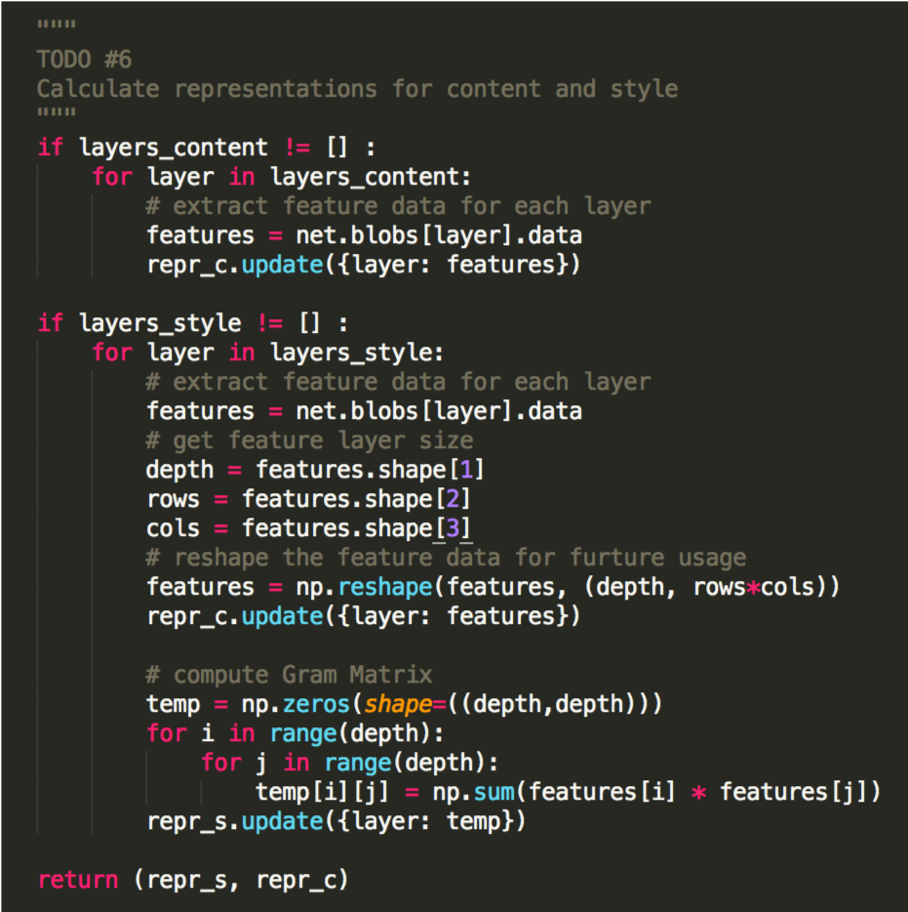 """
TODO #6
Calculate representations for content and style
"""
if layers_content != [] :
    for layer in layers_content:
        # extract feature data for each layer
        features = net.blobs[layer].data
        repr_c.update({layer: features})

if layers_style != [] :
    for layer in layers_style:
        # extract feature data for each layer
        features = net.blobs[layer].data
        # get feature layer size
        depth = features.shape[1]
        rows = features.shape[2]
        cols = features.shape[3]
        # reshape the feature data for furture usage
        features = np.reshape(features, (depth, rows*cols))
        repr_c.update({layer: features})

        # compute Gram Matrix
        temp = np.zeros(shape=((depth,depth)))
        for i in range(depth):
            for j in range(depth):
                temp[i][j] = np.sum(features[i] * features[j])
        repr_s.update({layer: temp})

return (repr_s, repr_c)